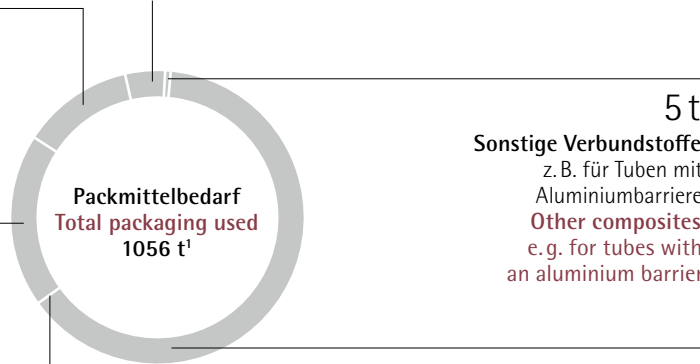 Packmittelbedarf
Total packaging used
1056 t¹
5 t
Sonstige Verbundstoffe
z. B. für Tuben mit
Aluminiumbarriere
Other composites
e. g. for tubes with
an aluminium barrier